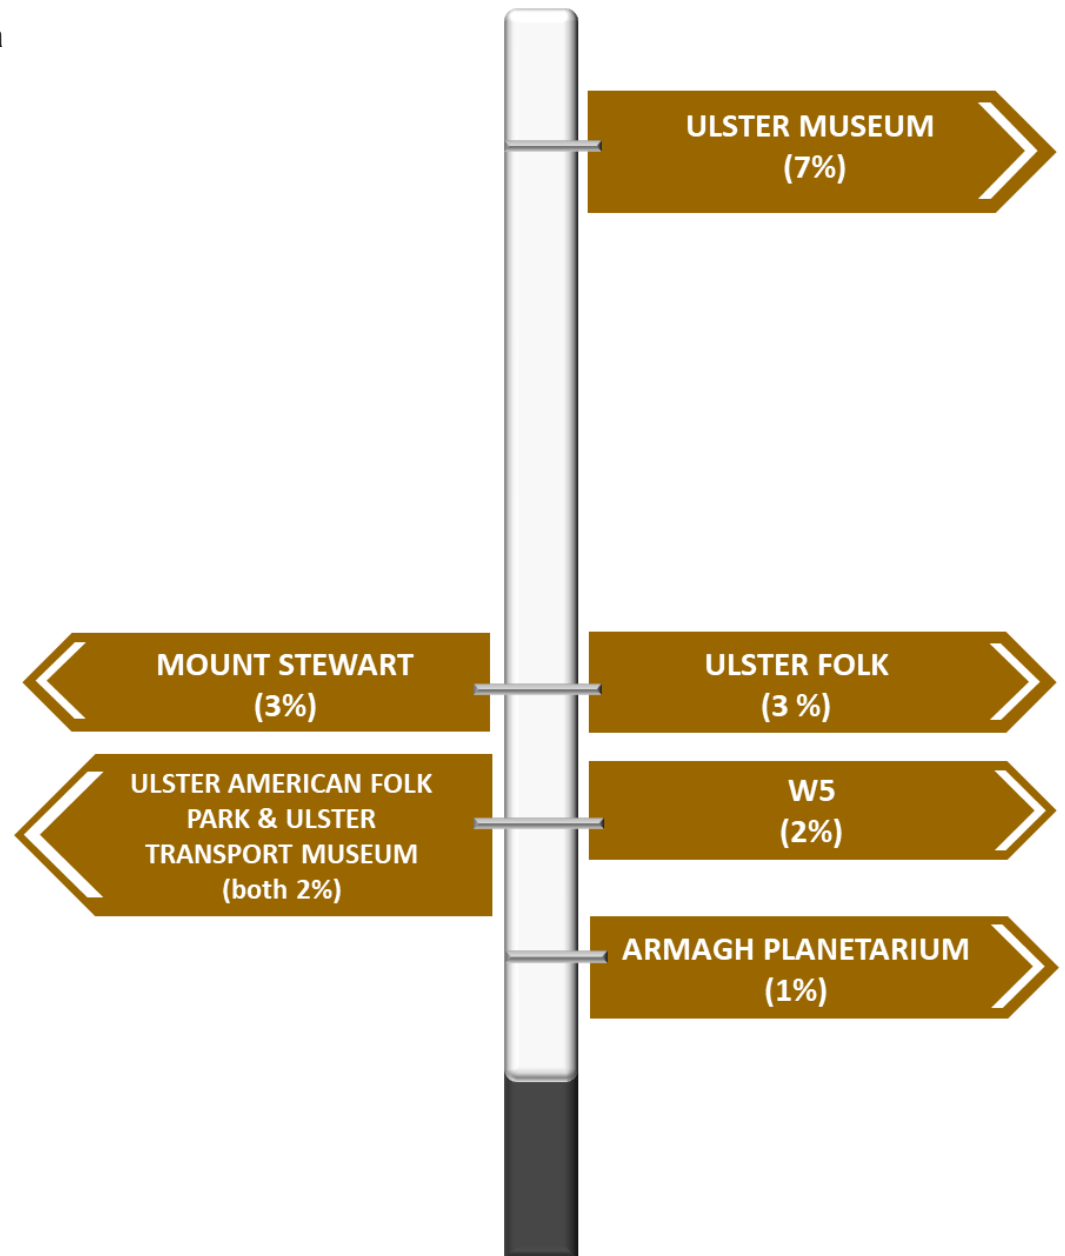 ULSTER MUSEUM
(7%)
MOUNT STEWART
(3%)
ULSTER FOLK
(3 %)
ULSTER AMERICAN FOLK
PARK & ULSTER
TRANSPORT MUSEUM
(both 2%)
W5
(2%)
ARMAGH PLANETARIUM
(1%)